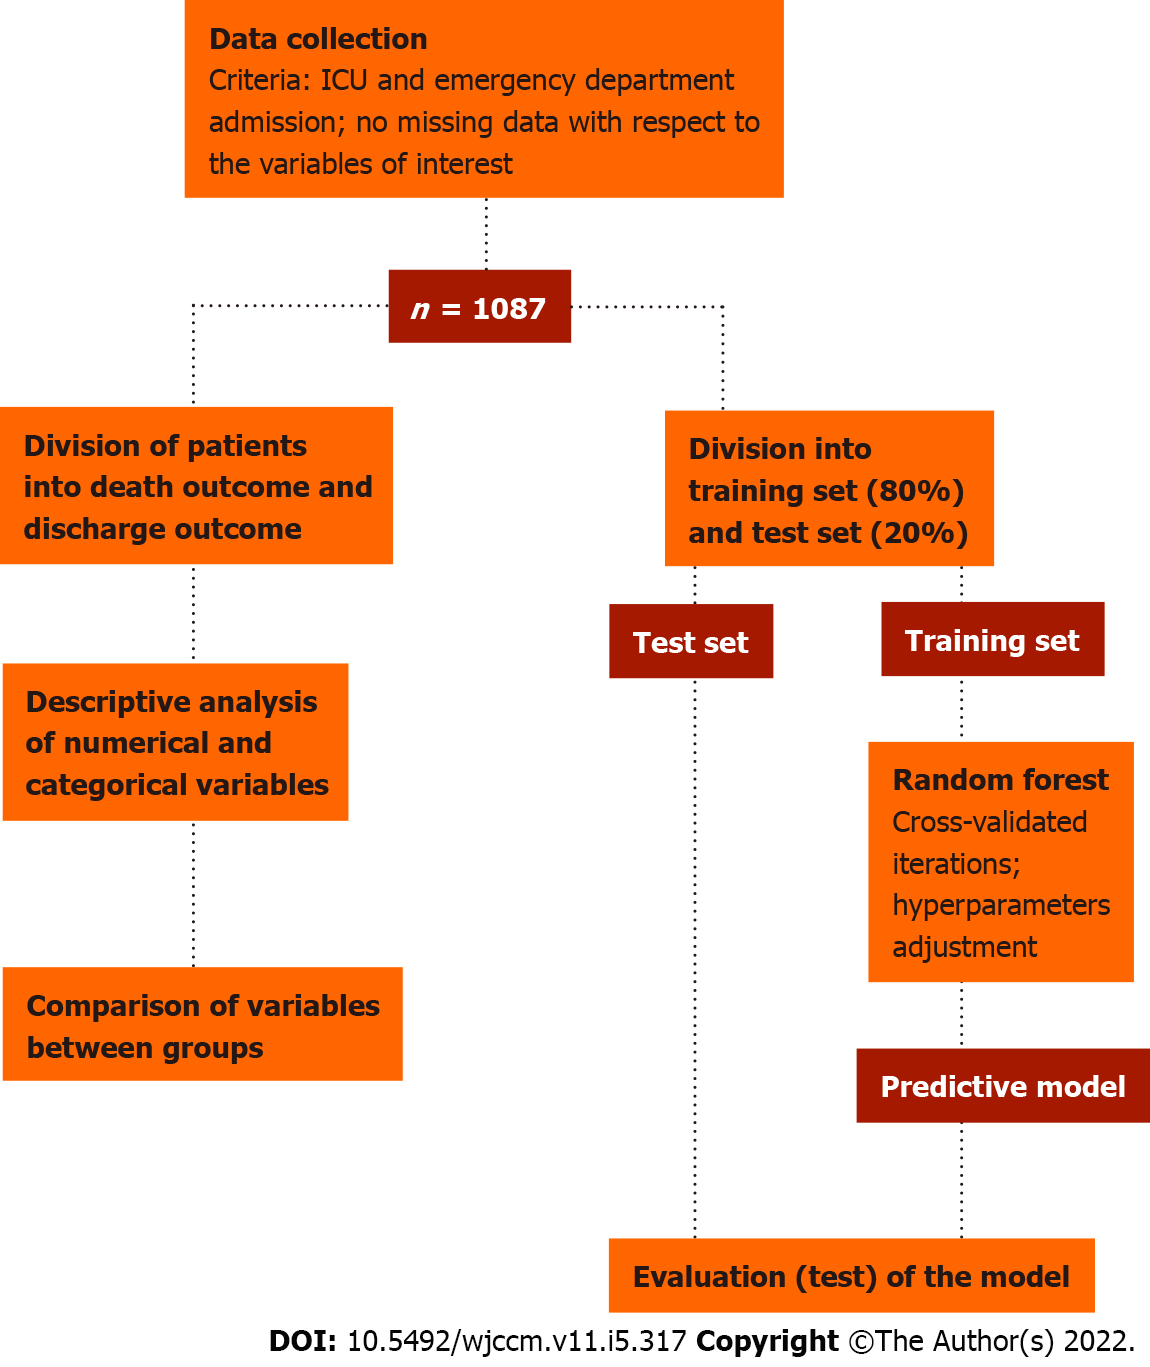 Data collection
Criteria: ICU and emergency department
admission; no missing data with respect to
the variables of interest
n = 1087
Division of patients
into death outcome and
discharge outcome
Division into
training set (80%)
and test set (20%)
Test set
Training set
Descriptive analysis
of numerical and
categorical variables
Random forest
Cross-validated
iterations;
hyperparameters
adjustment
Comparison of variables
between groups
Predictive model
Evaluation (test) of the model
DOI: 10.5492/wjccm.v11.i5.317 Copyright ©The Author(s) 2022.